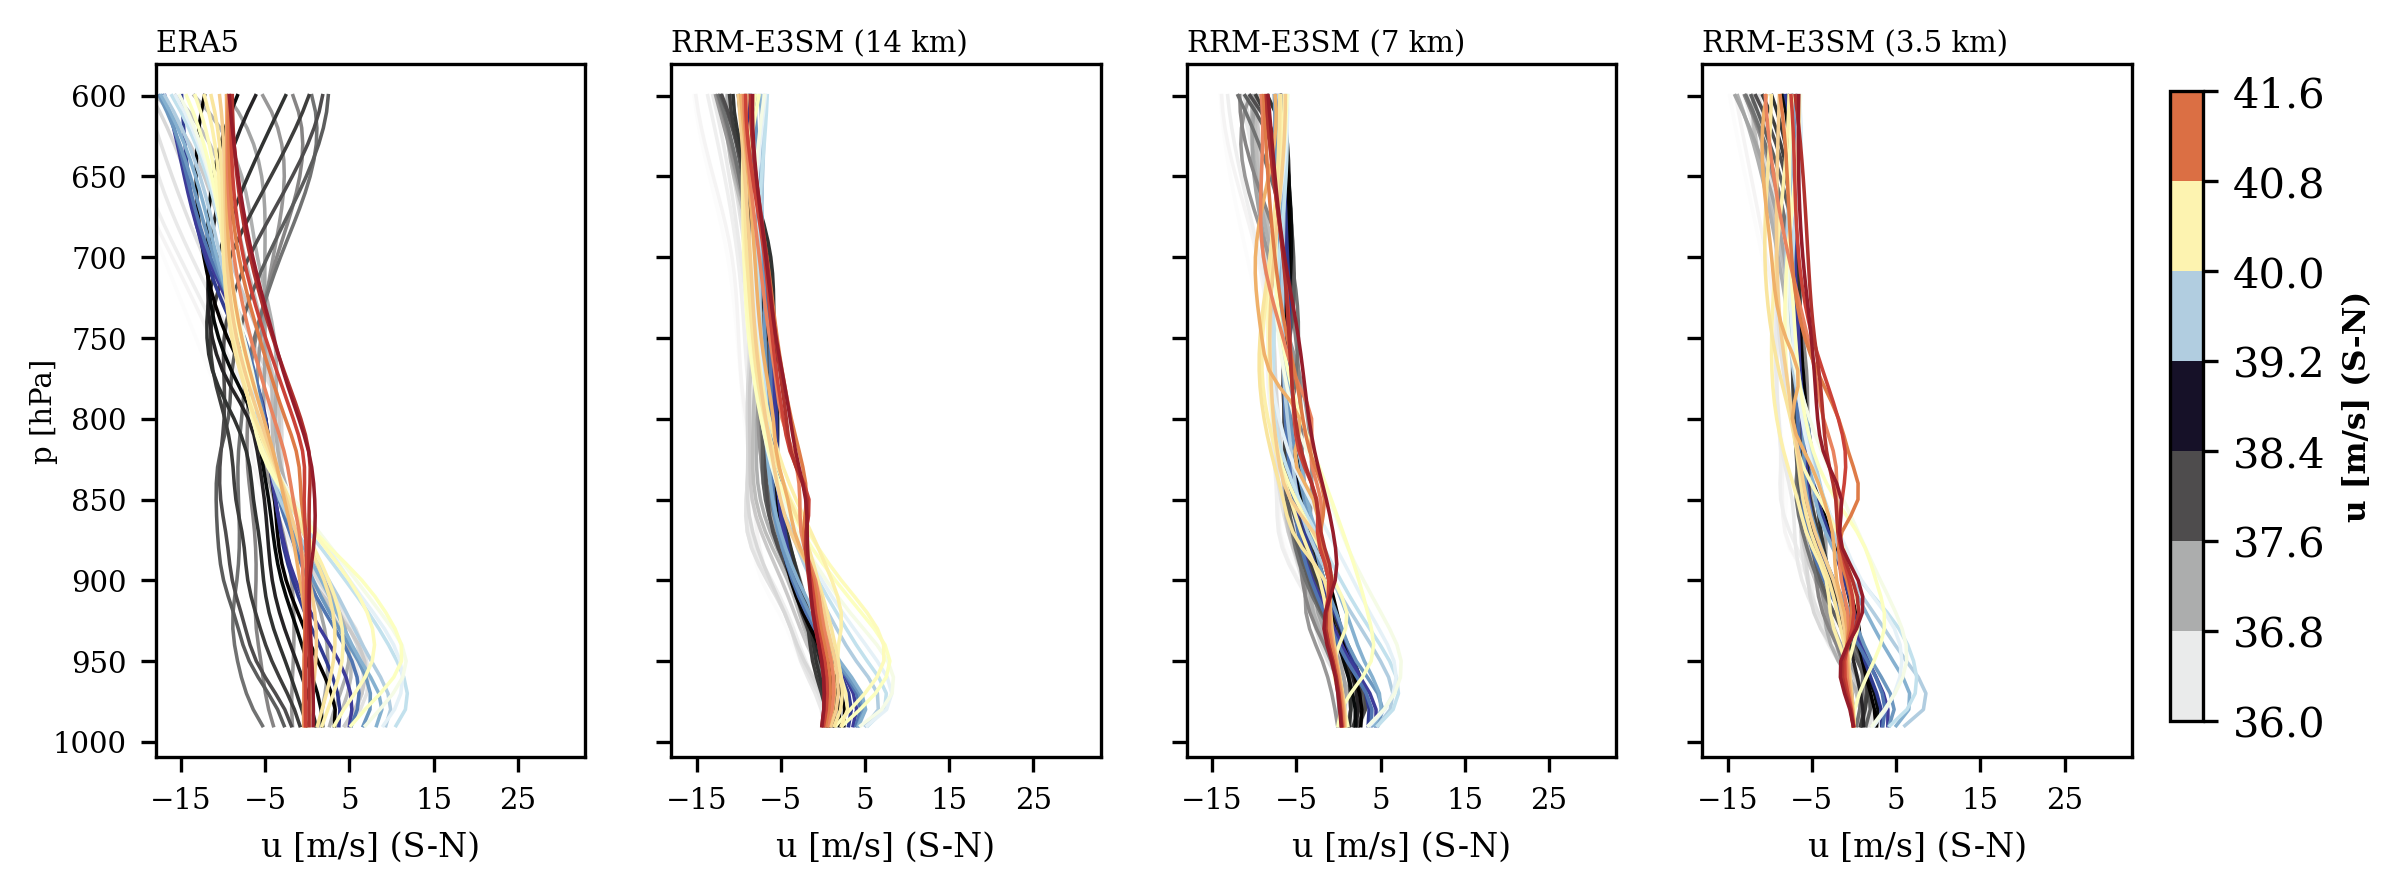 ERA5
RRM-E3SM (14 km)
RRM-E3SM (7 km)
RRM-E3SM (3.5 km)
p [hPa]
600
650
700
750
800
850
900
950
1000
−15 −5 5 15 25
−15 −5 5 15 25
−15 −5 5 15 25
−15 −5 5 15 25
u [m/s] (S-N)
u [m/s] (S-N)
u [m/s] (S-N)
u [m/s] (S-N)
41.6
40.8
40.0
39.2
38.4
37.6
36.8
36.0
u [m/s] (S-N)